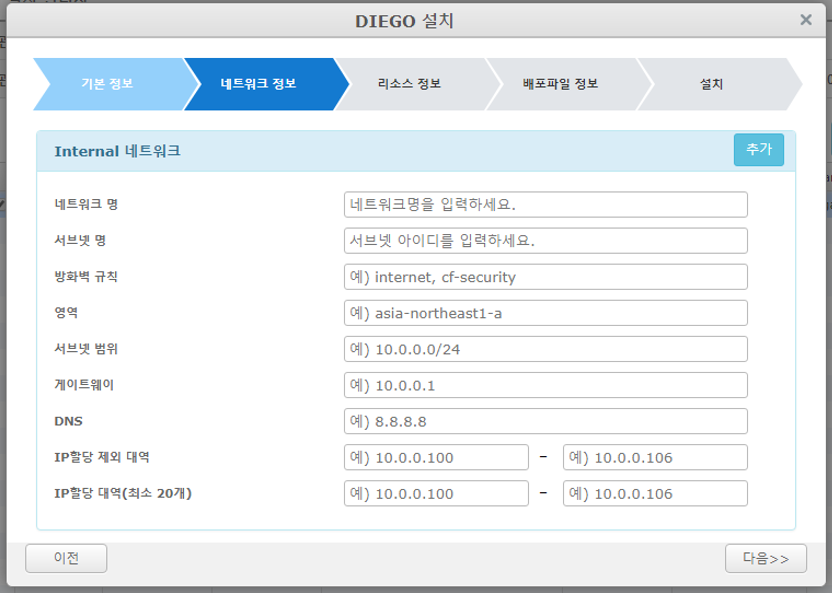 DIEGO 설치
×
기본 정보
네트워크 정보
리소스 정보
배포파일 정보
설치
Internal 네트워크
추가
네트워크 명
네트워크명을 입력하세요.
서브넷 명
서브넷 아이디를 입력하세요.
방화벽 규칙
예) internet, cf-security
영역
예) asia-northeast1-a
서브넷 범위
예) 10.0.0.0/24
게이트웨이
예) 10.0.0.1
DNS
예) 8.8.8.8
IP할당 제외 대역
예) 10.0.0.100 - 예) 10.0.0.106
IP할당 대역(최소 20개)
예) 10.0.0.100 - 예) 10.0.0.106
이전
다음>>